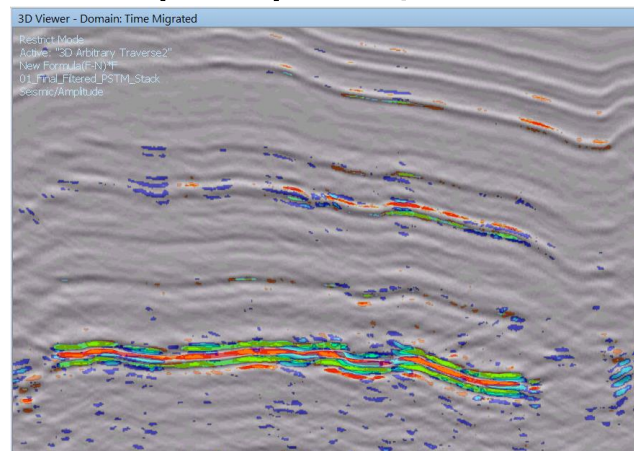 3D Viewer - Domain: Time Migrated
Restrict Mode
Active: "3D Arbitrary Traverse2"
New Formula(F-N)*F
01_Final_Filtered_PSTM_Stack
Seismic/Amplitude